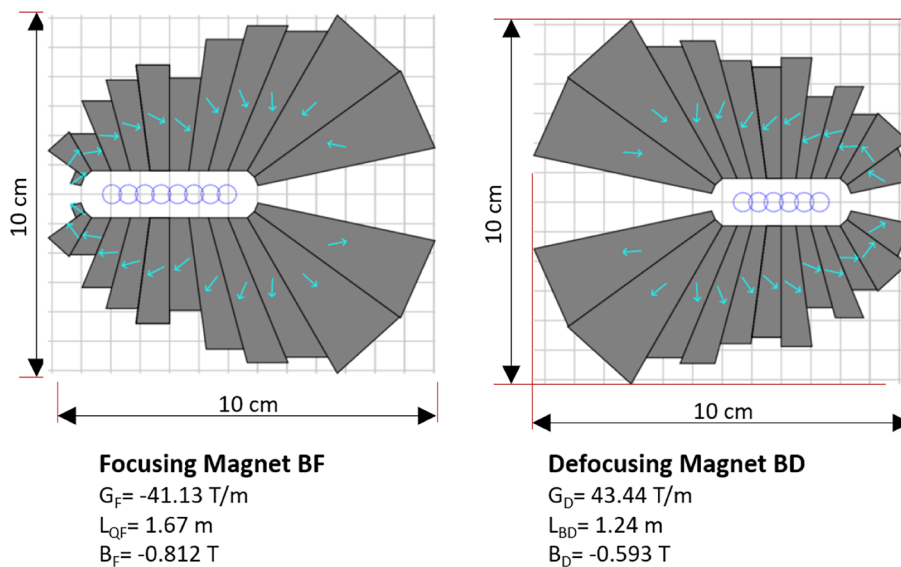 10 cm
10 cm
10 cm
10 cm
Focusing Magnet BF
G_F= -41.13 T/m
L_QF= 1.67 m
B_F= -0.812 T
Defocusing Magnet BD
G_D= 43.44 T/m
L_BD= 1.24 m
B_D= -0.593 T